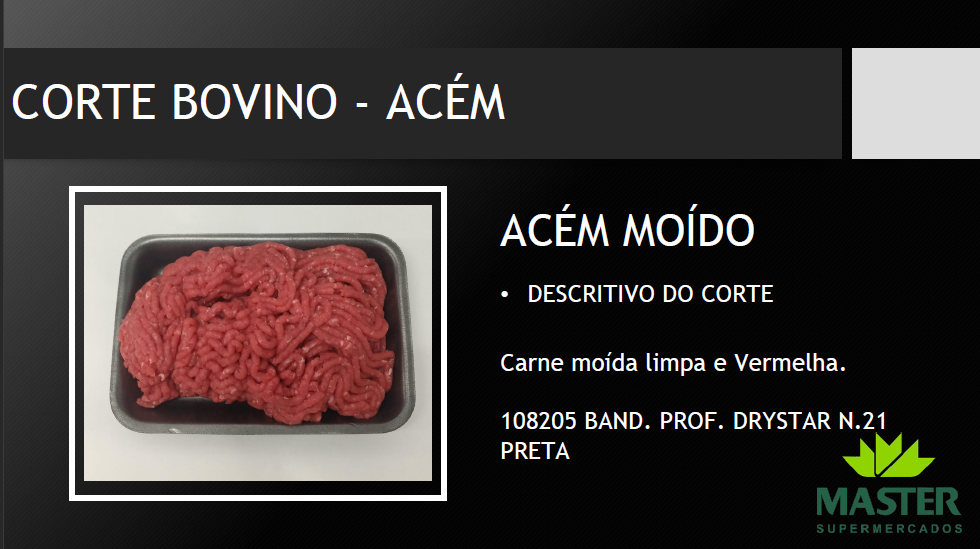 CORTE BOVINO - ACÉM
ACÉM MOÍDO
• DESCRITIVO DO CORTE
Carne moída limpa e Vermelha.
108205 BAND. PROF. DRYSTAR N.21
PRETA
MASTER
SUPERMERCADOS